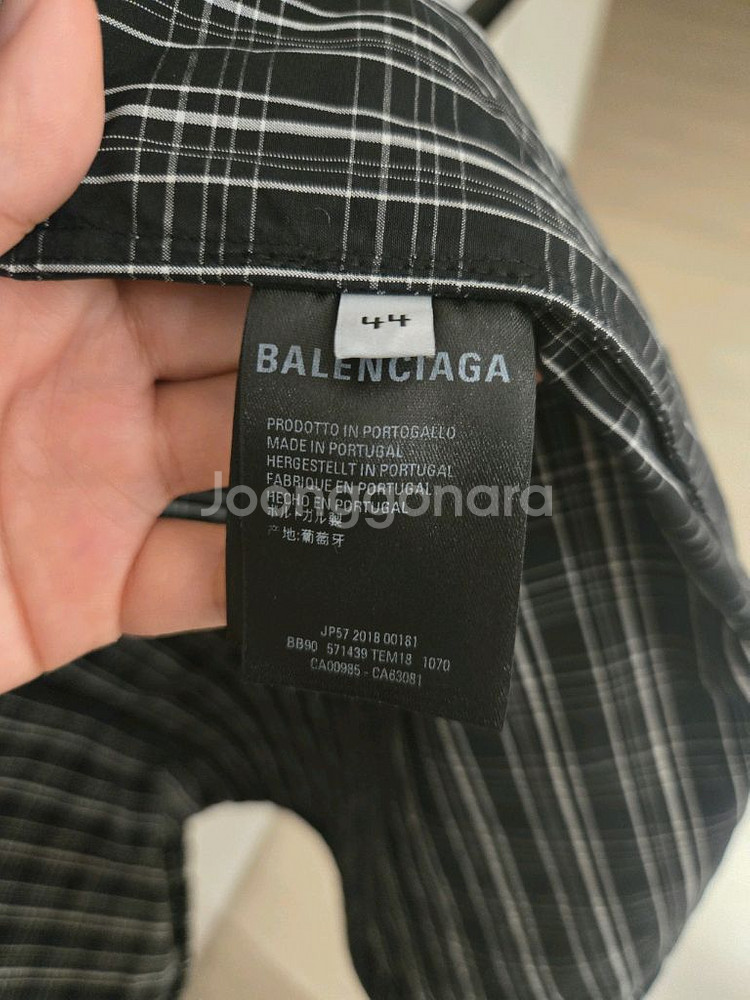 44
BALENCIAGA
PRODOTTO IN PORTOGALLO
MADE IN PORTUGAL
HERGESTELLT IN PORTUGAL
FABRIQUE EN PORTUGAL
Joonggonara
HECHO EN PORTUGAL
ポルトガル製
产地:葡萄牙
JP57 2018 00181
BB90 571439 TEM18 1070
CA00985 - CA63081